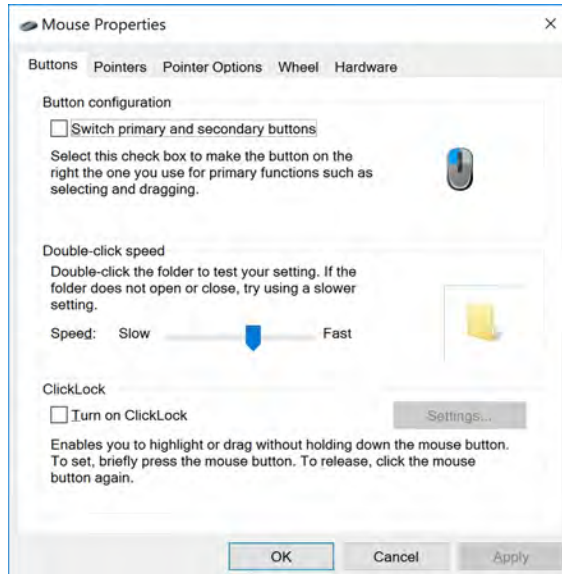 Mouse Properties
Buttons Pointers Pointer Options Wheel Hardware
Button configuration
Switch primary and secondary buttons
Select this check box to make the button on the
right the one you use for primary functions such as
selecting and dragging.
Double-click speed
Double-click the folder to test your setting. If the
folder does not open or close, try using a slower
setting.
Speed: Slow Fast
ClickLock
Turn on ClickLock Settings...
Enables you to highlight or drag without holding down the mouse button.
To set, briefly press the mouse button. To release, click the mouse
button again.
OK Cancel Apply